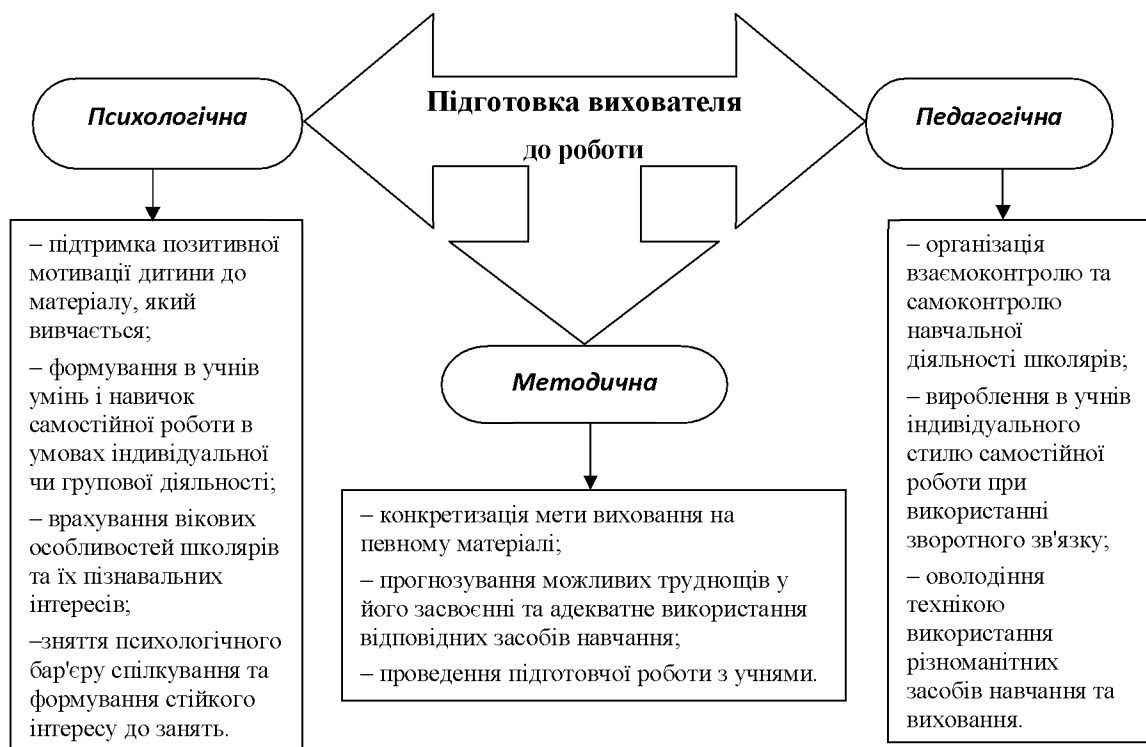 Підготовка вихователя
до роботи
Психологічна
– підтримка позитивної
мотивації дитини до
матеріалу, який
вивчається;
– формування в учнів
умінь і навичок
самостійної роботи в
умовах індивідуальної
чи групової діяльності;
– врахування вікових
особливостей школярів
та їх пізнавальних
інтересів;
–зняття психологічного
бар'єру спілкування та
формування стійкого
інтересу до занять.
Методична
– конкретизація мети виховання на
певному матеріалі;
– прогнозування можливих труднощів у
його засвоєнні та адекватне використання
відповідних засобів навчання;
– проведення підготовчої роботи з учнями.
Педагогічна
– організація
взаємоконтролю та
самоконтролю
навчальної
діяльності школярів;
– вироблення в учнів
індивідуального
стилю самостійної
роботи при
використанні
зворотного зв'язку;
– оволодіння
технікою
використання
різноманітних
засобів навчання та
виховання.